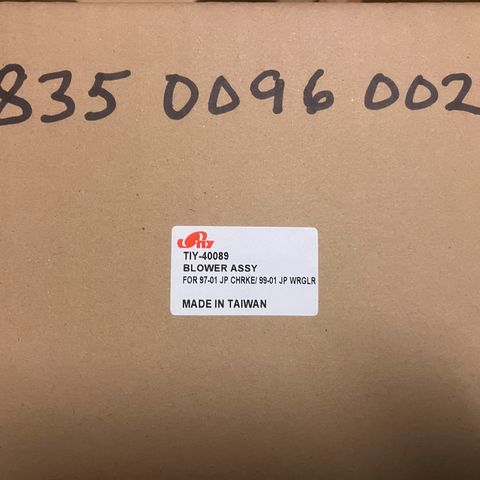 835 0096 002
TIY
TIY-40089
BLOWER ASSY
FOR 97-01 JP CHRKE/ 99-01 JP WRGLR
MADE IN TAIWAN